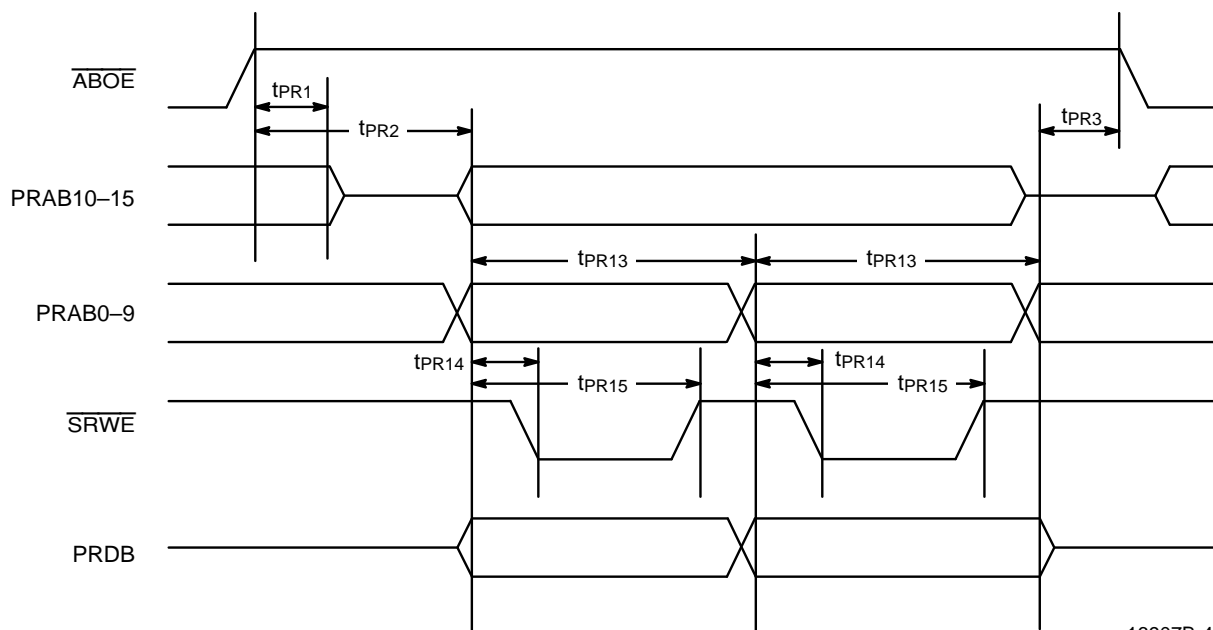 ABOE
tPR1
tPR2
tPR3
PRAB10–15
tPR13 tPR13
PRAB0–9
tPR14 tPR14
tPR15 tPR15
SRWE
PRDB